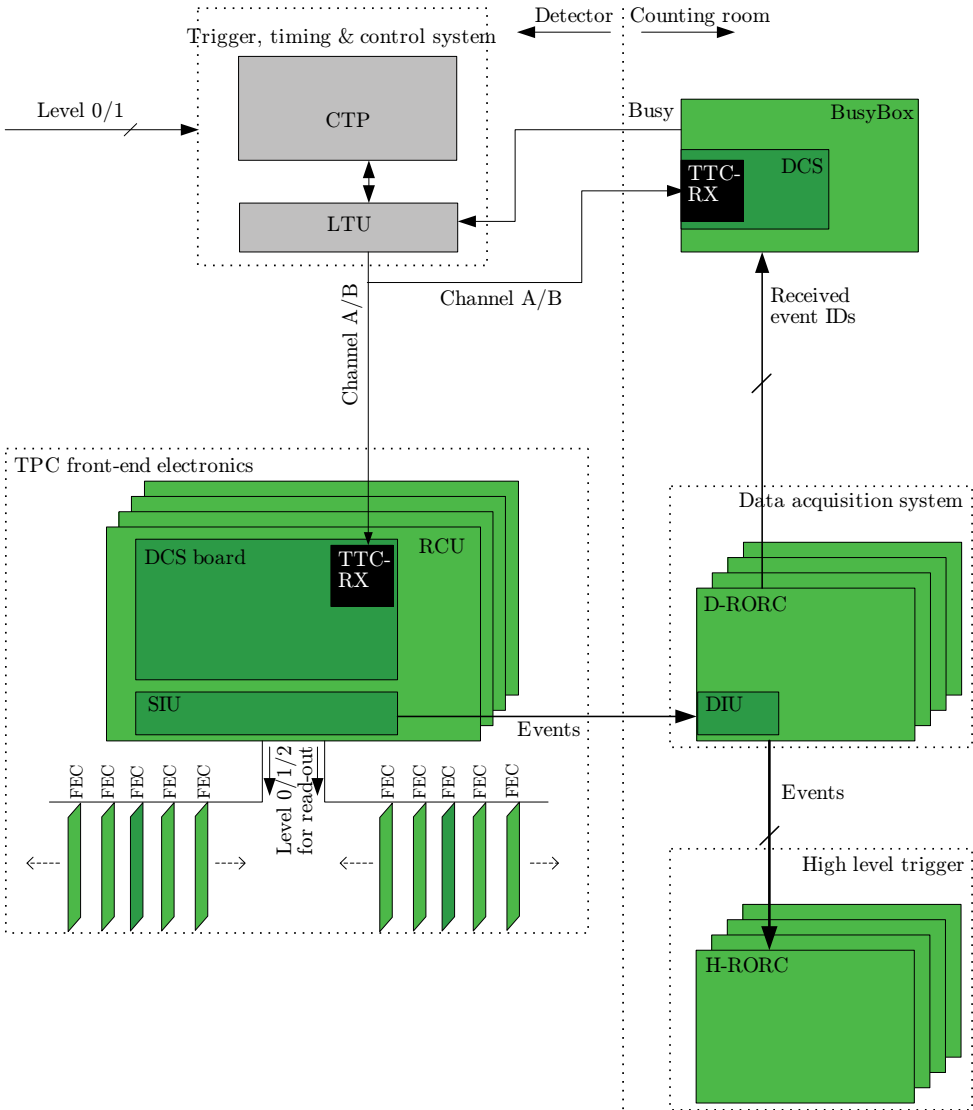 Detector
Counting room
Trigger, timing & control system
Level 0/1
CTP
LTU
Busy
BusyBox
DCS
TTC-
RX
Channel A/B
Channel A/B
Received
event IDs
TPC front-end electronics
Data acquisition system
RCU
DCS board
TTC-
RX
SIU
D-RORC
DIU
Events
Level 0/1/2
for read-out
FEC
FEC
FEC
FEC
FEC
FEC
FEC
FEC
FEC
FEC
Events
High level trigger
H-RORC